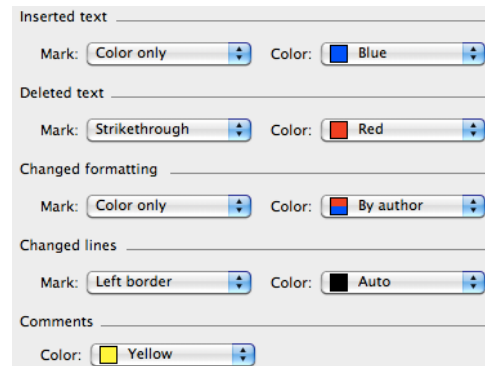 Inserted text
Mark: Color only Color: Blue
Deleted text
Mark: Strikethrough Color: Red
Changed formatting
Mark: Color only Color: By author
Changed lines
Mark: Left border Color: Auto
Comments
Color: Yellow